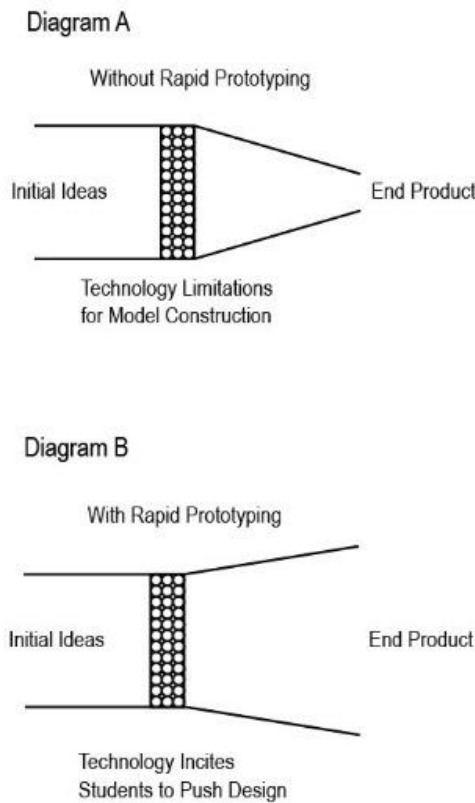 Diagram A
Without Rapid Prototyping
Initial Ideas
End Product
Technology Limitations
for Model Construction
Diagram B
With Rapid Prototyping
Initial Ideas
End Product
Technology Incites
Students to Push Design